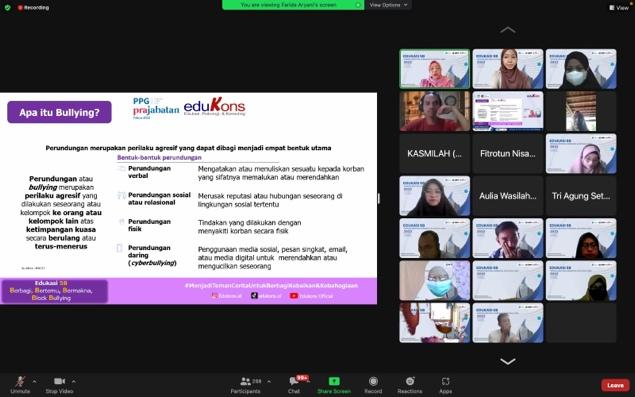 Recording
You are viewing Farida Aryani's screen
View Options
View
Apa itu Bullying?
PPG
prajabatan
eduKons
Edukasi, Psikologi, & Konseling
Perundungan merupakan perilaku agresif yang dapat dibagi menjadi empat bentuk utama
Bentuk-bentuk perundungan
Perundungan atau
bullying merupakan
perilaku agresif yang
dilakukan seseorang atau
kelompok ke orang atau
kelompok lain atas
ketimpangan kuasa
secara berulang atau
terus-menerus
Perundungan
verbal
Mengatakan atau menuliskan sesuatu kepada korban
yang sifatnya memalukan atau merendahkan
Perundungan sosial
atau relasional
Merusak reputasi atau hubungan seseorang di
lingkungan sosial tertentu
Perundungan
fisik
Tindakan yang dilakukan dengan
menyakiti korban secara fisik
Perundungan
daring
(cyberbullying)
Penggunaan media sosial, pesan singkat, email,
atau media digital untuk merendahkan atau
mengucilkan seseorang
Edukasi 5B
Berbagi, Bertemu, Bermakna,
Block Bullying
#MenjadiTemanCeritaUntukBerbagiKebaikan&Kebahagiaan
Edukons.id
edukons.id
Edukons Official
KASMILAH (...
Fitrotun Nisa...
Aulia Wasilah...
Tri Agung Set...
Unmute
Stop Video
Participants
Chat
99+
Share Screen
Record
Reactions
Apps
Leave